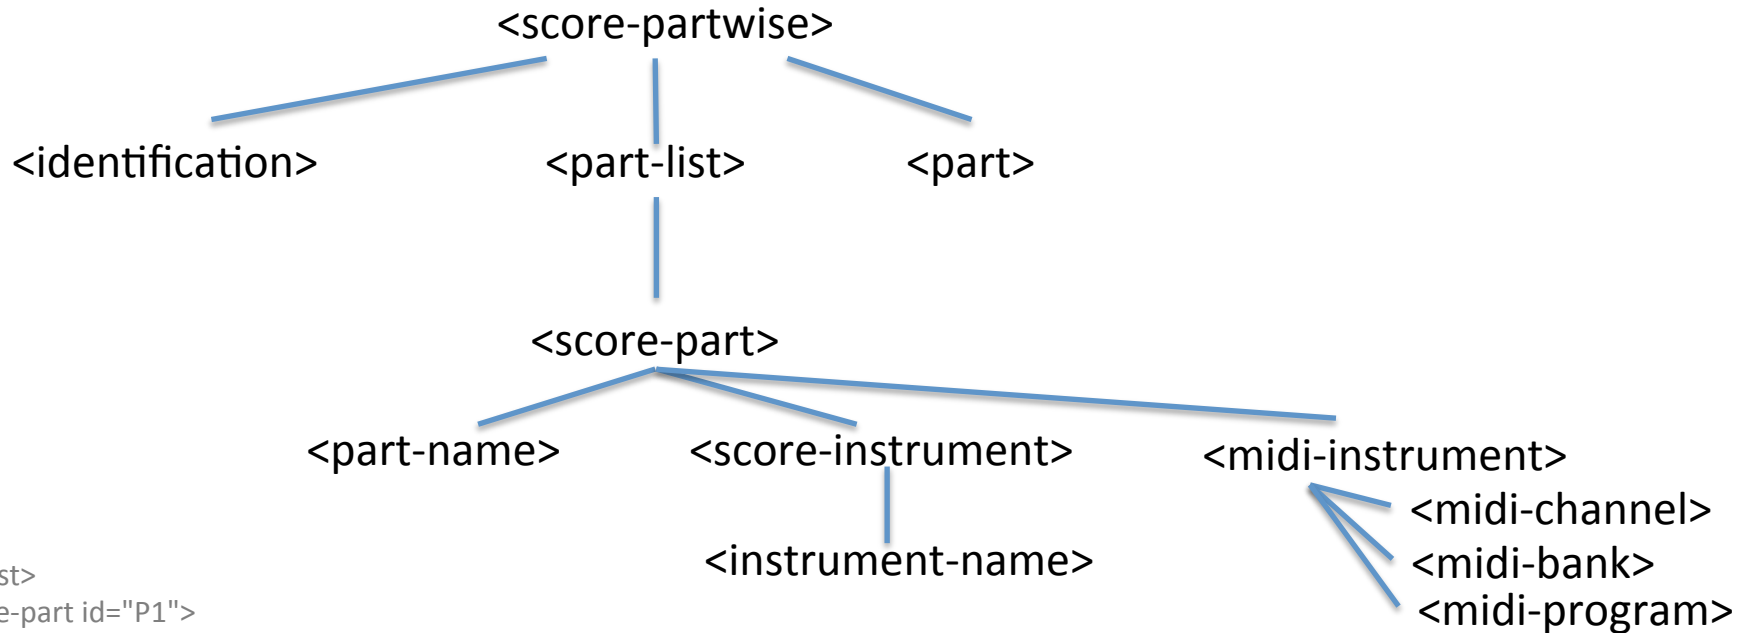 <score-partwise>
<identification> <part-list> <part>
<score-part>
<part-name> <score-instrument> <midi-instrument>
<midi-channel>
<instrument-name> <midi-bank>
st>
<midi-program>
e-part id="P1">